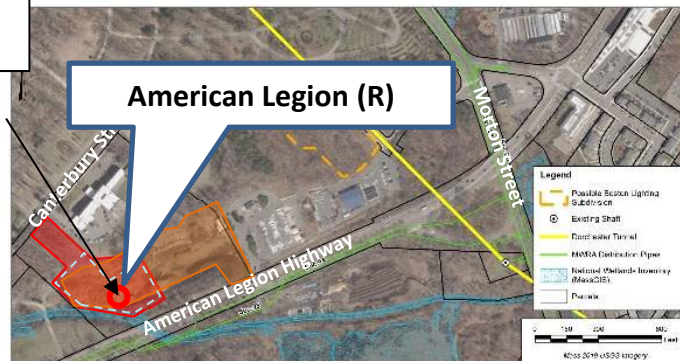 American Legion (R)
Canterbury St
Morton Street
American Legion Highway
Legend
Possible Boston Lighting
Subdivision
Existing Shaft
Dorchester Tunnel
MWRA Distribution Pipes
National Wetlands Inventory
(MassGIS)
Parcels
Feet
Mass 2019 USGS Imagery